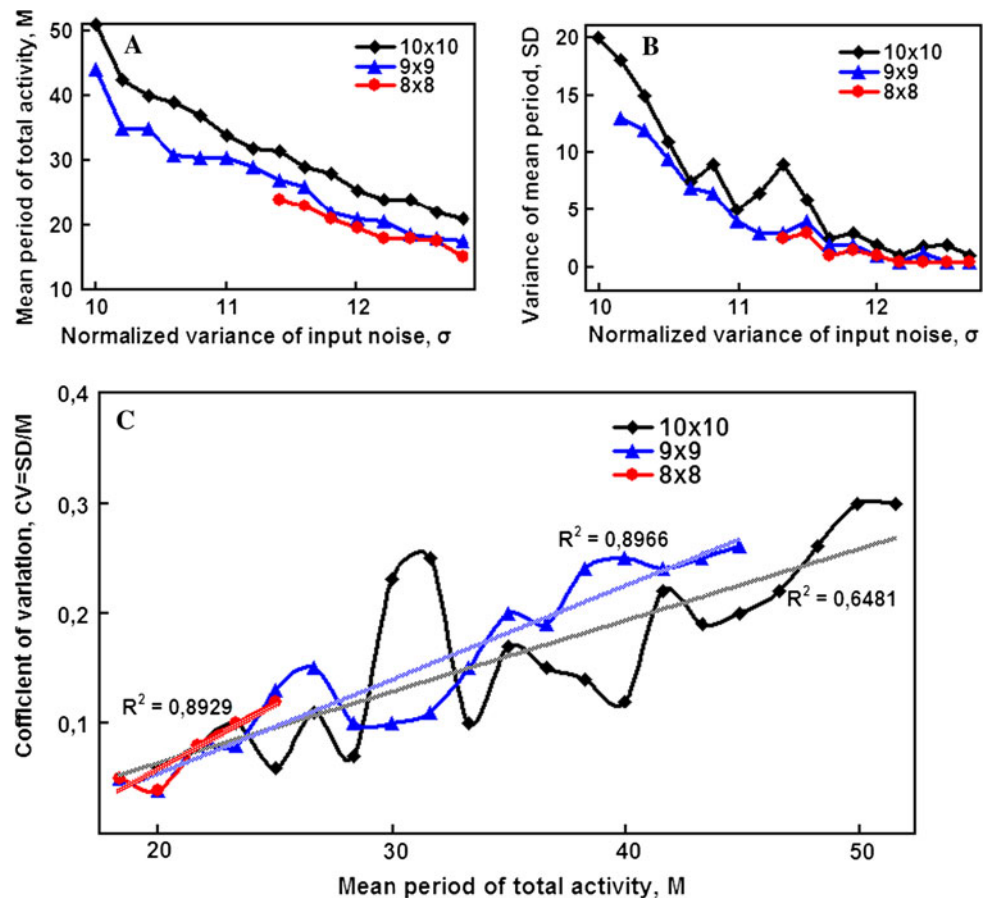 A
10x10
9x9
8x8
50
40
30
20
10
10
11
12
Mean period of total activity, M
Normalized variance of input noise, σ
B
10x10
9x9
8x8
20
15
10
5
0
10
11
12
Variance of mean period, SD
Normalized variance of input noise, σ
C
10x10
9x9
8x8
0,4
0,3
0,2
0,1
R² = 0,8966
R² = 0,6481
R² = 0,8929
20
30
40
50
Cofficlent of variation, CV=SD/M
Mean period of total activity, M